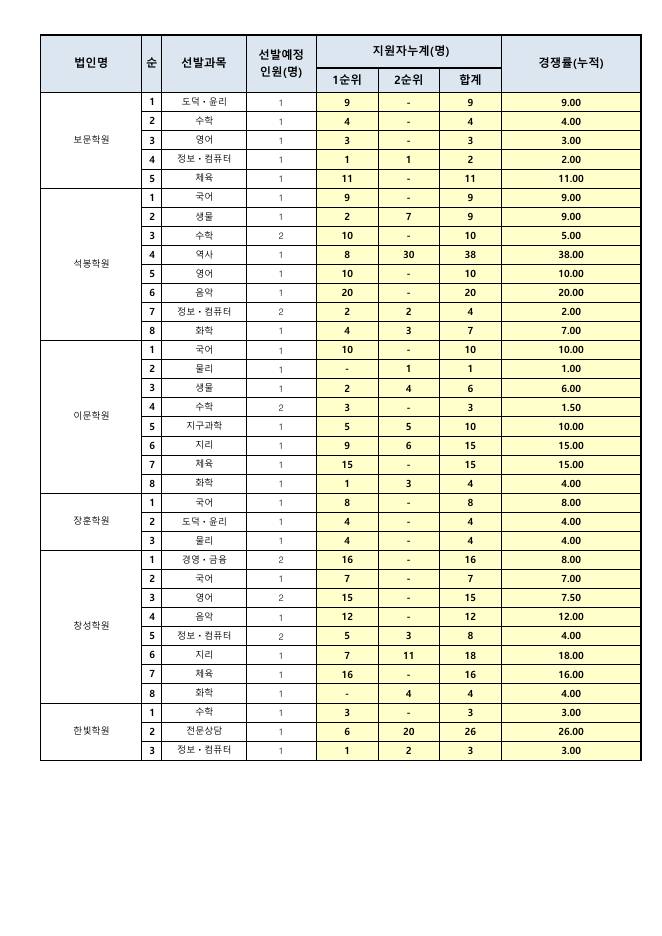 법인명 순 선발과목 선발예정 인원(명) 지원자누계(명) 경쟁률(누적)
1순위 2순위 합계
보문학원 1 도덕·윤리 1 9 - 9 9.00
2 수학 1 4 - 4 4.00
3 영어 1 3 - 3 3.00
4 정보·컴퓨터 1 1 1 2 2.00
5 체육 1 11 - 11 11.00
석봉학원 1 국어 1 9 - 9 9.00
2 생물 1 2 7 9 9.00
3 수학 2 10 - 10 5.00
4 역사 1 8 30 38 38.00
5 영어 1 10 - 10 10.00
6 음악 1 20 - 20 20.00
7 정보·컴퓨터 2 2 2 4 2.00
8 화학 1 4 3 7 7.00
이문학원 1 국어 1 10 - 10 10.00
2 물리 1 - 1 1 1.00
3 생물 1 2 4 6 6.00
4 수학 2 3 - 3 1.50
5 지구과학 1 5 5 10 10.00
6 지리 1 9 6 15 15.00
7 체육 1 15 - 15 15.00
8 화학 1 1 3 4 4.00
장훈학원 1 국어 1 8 - 8 8.00
2 도덕·윤리 1 4 - 4 4.00
3 물리 1 4 - 4 4.00
창성학원 1 경영·금융 2 16 - 16 8.00
2 국어 1 7 - 7 7.00
3 영어 2 15 - 15 7.50
4 음악 1 12 - 12 12.00
5 정보·컴퓨터 2 5 3 8 4.00
6 지리 1 7 11 18 18.00
7 체육 1 16 - 16 16.00
8 화학 1 - 4 4 4.00
한빛학원 1 수학 1 3 - 3 3.00
2 전문상담 1 6 20 26 26.00
3 정보·컴퓨터 1 1 2 3 3.00